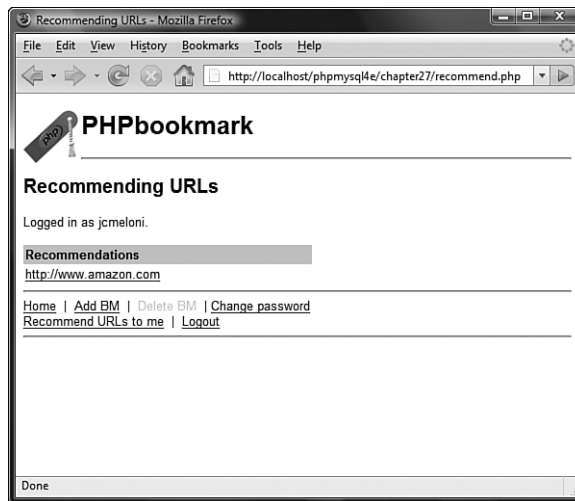 Recommending URLs - Mozilla Firefox
File Edit View History Bookmarks Tools Help
http://localhost/phpmysql4e/chapter27/recommend.php
php
PHPbookmark
Recommending URLs
Logged in as jcmeloni.
Recommendations
http://www.amazon.com
Home | Add BM | Delete BM | Change password
Recommend URLs to me | Logout
Done